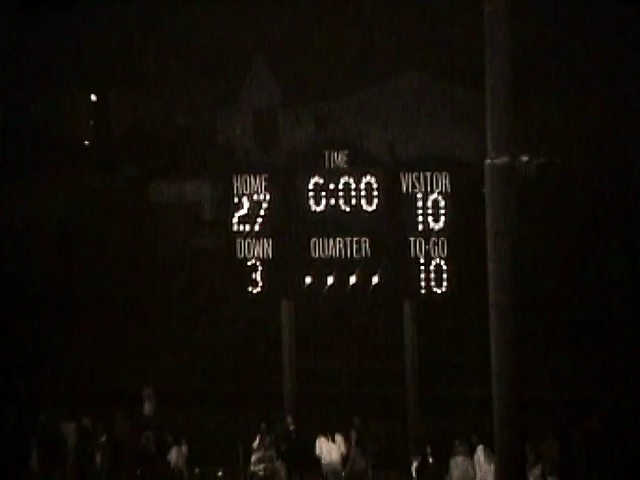 TIME
HOME 0:00 VISITOR
27 10
DOWN QUARTER TO-GO
3 10